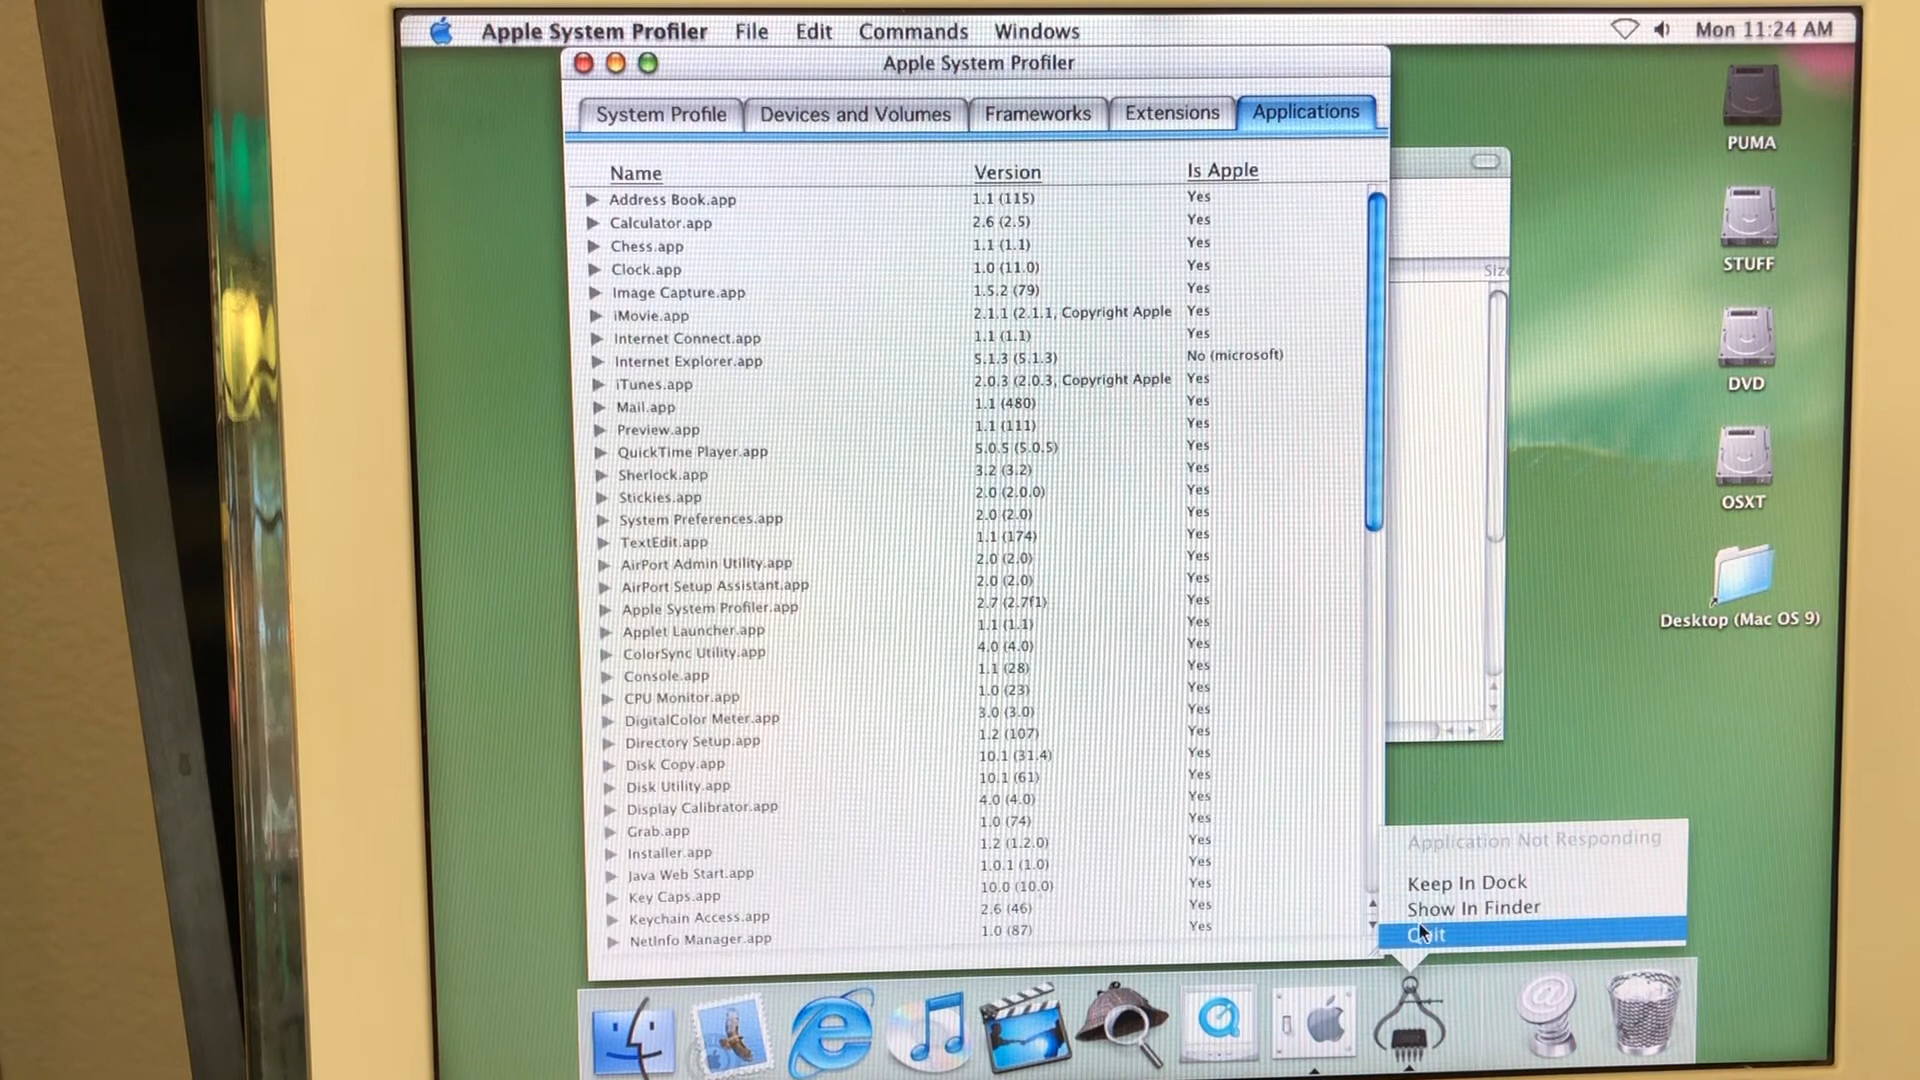 Apple System Profiler File Edit Commands Windows Mon 11:24 AM
Apple System Profiler
System Profile Devices and Volumes Frameworks Extensions Applications
Name Version Is Apple
Address Book.app 1.1 (115) Yes
Calculator.app 2.6 (2.5) Yes
Chess.app 1.1 (1.1) Yes
Clock.app 1.0 (11.0) Yes
Image Capture.app 1.5.2 (79) Yes
iMovie.app 2.1.1 (2.1.1, Copyright Apple Yes
Internet Connect.app 1.1 (1.1) Yes
Internet Explorer.app 5.1.3 (5.1.3) No (microsoft)
iTunes.app 2.0.3 (2.0.3, Copyright Apple Yes
Mail.app 1.1 (480) Yes
Preview.app 1.1 (111) Yes
QuickTime Player.app 5.0.5 (5.0.5) Yes
Sherlock.app 3.2 (3.2) Yes
Stickies.app 2.0 (2.0.0) Yes
System Preferences.app 2.0 (2.0) Yes
TextEdit.app 1.1 (174) Yes
AirPort Admin Utility.app 2.0 (2.0) Yes
AirPort Setup Assistant.app 2.0 (2.0) Yes
Apple System Profiler.app 2.7 (2.7f1) Yes
Applet Launcher.app 1.1 (1.1) Yes
ColorSync Utility.app 4.0 (4.0) Yes
Console.app 1.1 (28) Yes
CPU Monitor.app 1.0 (23) Yes
DigitalColor Meter.app 3.0 (3.0) Yes
Directory Setup.app 1.2 (107) Yes
Disk Copy.app 10.1 (31.4) Yes
Disk Utility.app 10.1 (61) Yes
Display Calibrator.app 4.0 (4.0) Yes
Grab.app 1.0 (74) Yes
Installer.app 1.2 (1.2.0) Yes
Java Web Start.app 1.0.1 (1.0) Yes
Key Caps.app 10.0 (10.0) Yes
Keychain Access.app 2.6 (46) Yes
NetInfo Manager.app 1.0 (87) Yes
Size
PUMA
STUFF
DVD
OSXT
Desktop (Mac OS 9)
Application Not Responding
Keep In Dock
Show In Finder
Quit